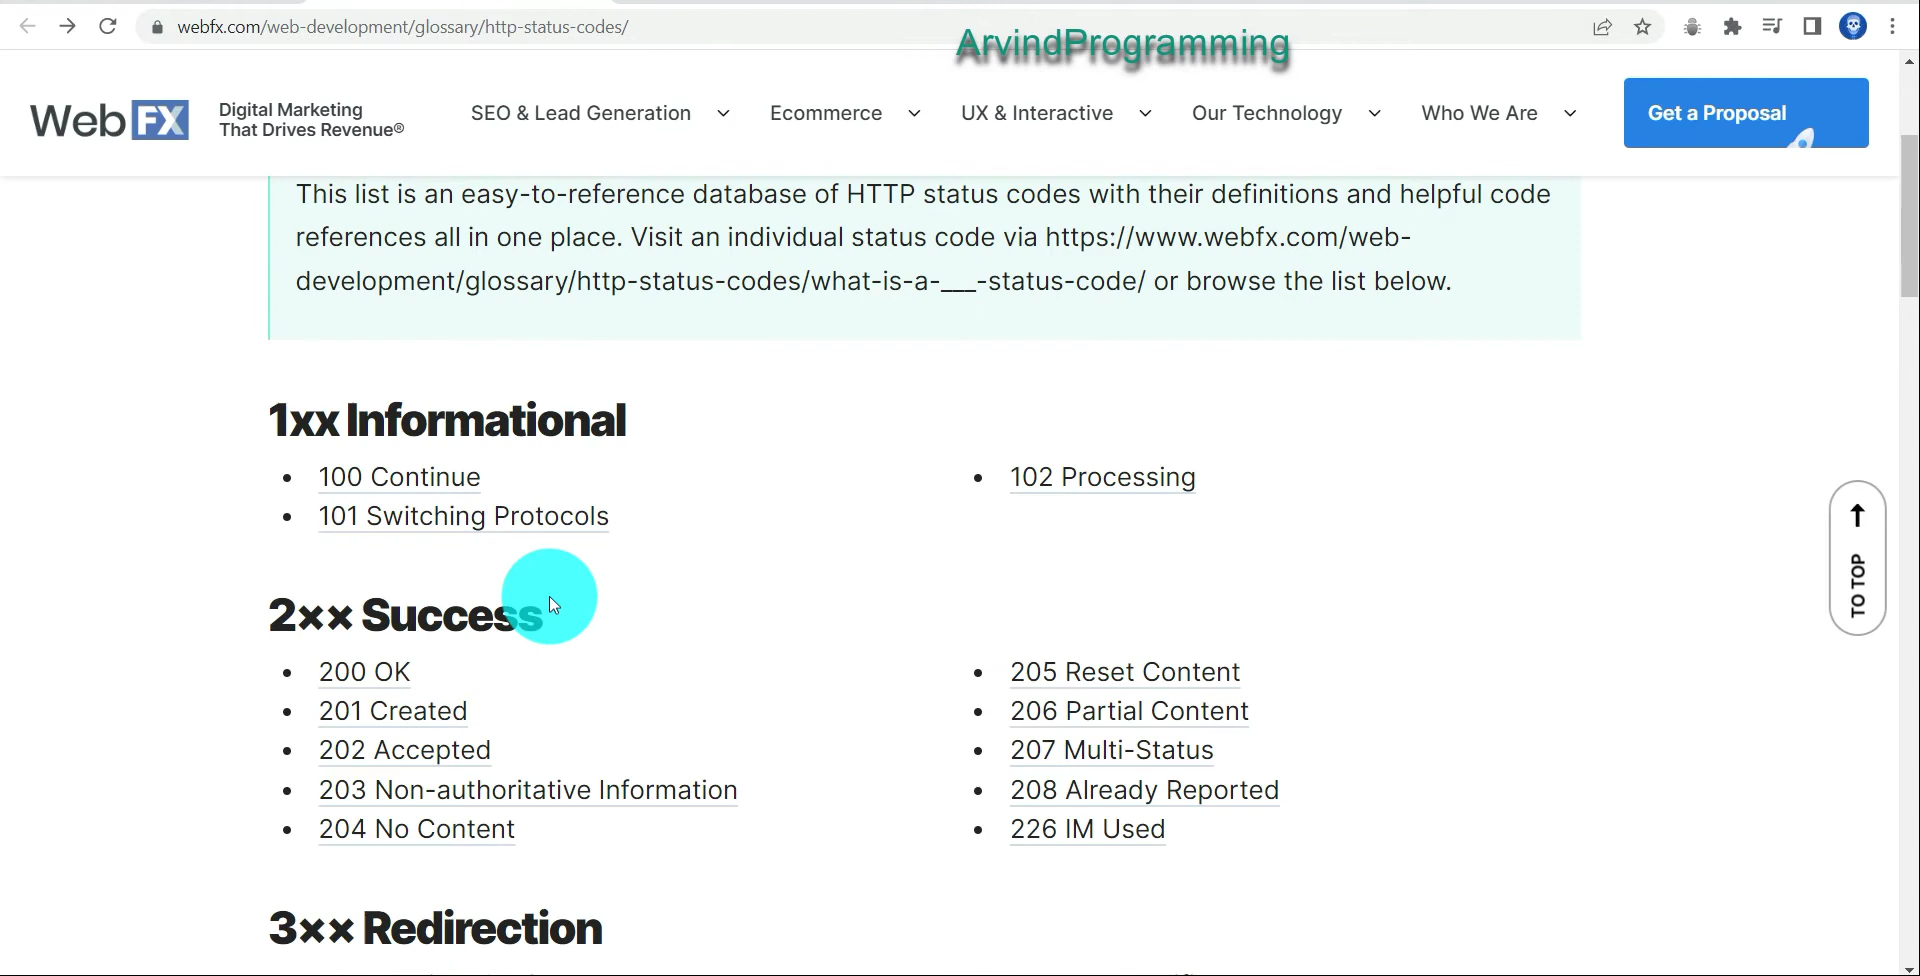 webfx.com/web-development/glossary/http-status-codes/
ArvindProgramming
WebFX
Digital Marketing
That Drives Revenue®
SEO & Lead Generation
Ecommerce
UX & Interactive
Our Technology
Who We Are
Get a Proposal
This list is an easy-to-reference database of HTTP status codes with their definitions and helpful code
references all in one place. Visit an individual status code via https://www.webfx.com/web-
development/glossary/http-status-codes/what-is-a-___-status-code/ or browse the list below.
1xx Informational
• 100 Continue
• 101 Switching Protocols
• 102 Processing
2×× Success
• 200 OK
• 201 Created
• 202 Accepted
• 203 Non-authoritative Information
• 204 No Content
• 205 Reset Content
• 206 Partial Content
• 207 Multi-Status
• 208 Already Reported
• 226 IM Used
3×× Redirection
TO TOP